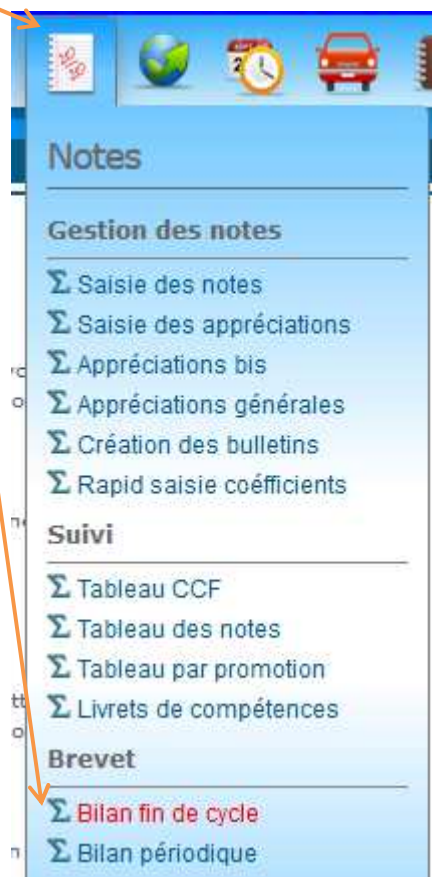 Notes
Gestion des notes
Σ Saisie des notes
Σ Saisie des appréciations
Σ Appréciations bis
Σ Appréciations générales
Σ Création des bulletins
Σ Rapid saisie coéfficients
Suivi
Σ Tableau CCF
Σ Tableau des notes
Σ Tableau par promotion
Σ Livrets de compétences
Brevet
Σ Bilan fin de cycle
Σ Bilan périodique